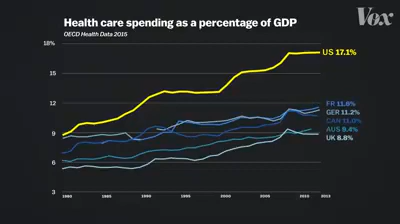 Health care spending as a percentage of GDP
OECD Health Data 2015
Vox
18%
15
12
9
6
3
US 17.1%
FR 11.6%
GER 11.2%
CAN 11.0%
AUS 9.4%
UK 8.8%
1980
1985
1990
1995
2000
2005
2010
2013